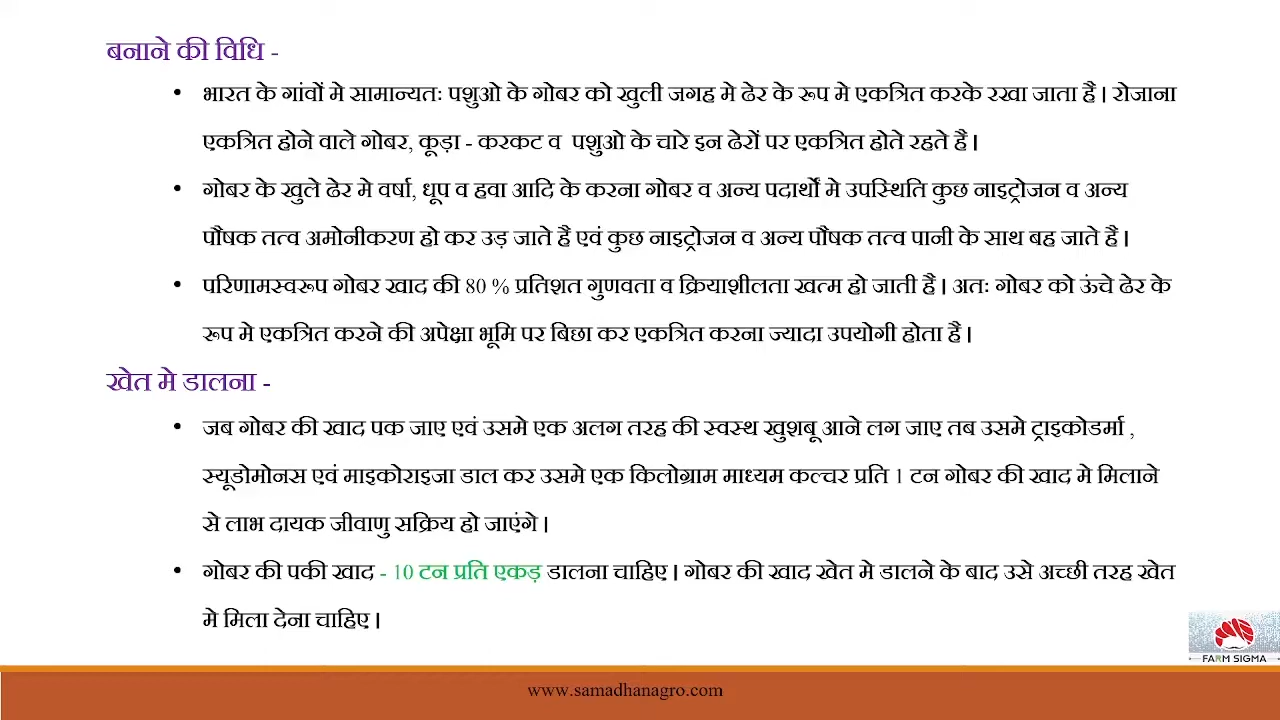 बनाने की विधि -
• भारत के गांवों मे सामान्यतः पशुओ के गोबर को खुली जगह मे ढेर के रूप मे एकत्रित करके रखा जाता है। रोजाना
एकत्रित होने वाले गोबर, कूड़ा - करकट व पशुओ के चारे इन ढेरों पर एकत्रित होते रहते है।
• गोबर के खुले ढेर मे वर्षा, धूप व हवा आदि के करना गोबर व अन्य पदार्थों मे उपस्थिति कुछ नाइट्रोजन व अन्य
पौषक तत्व अमोनीकरण हो कर उड़ जाते है एवं कुछ नाइट्रोजन व अन्य पौषक तत्व पानी के साथ बह जाते है।
• परिणामस्वरूप गोबर खाद की 80 % प्रतिशत गुणवता व क्रियाशीलता खत्म हो जाती है। अतः गोबर को ऊंचे ढेर के
रूप मे एकत्रित करने की अपेक्षा भूमि पर बिछा कर एकत्रित करना ज्यादा उपयोगी होता है।
खेत मे डालना -
• जब गोबर की खाद पक जाए एवं उसमे एक अलग तरह की स्वस्थ खुशबू आने लग जाए तब उसमे ट्राइकोडर्मा ,
स्यूडोमोनस एवं माइकोराइजा डाल कर उसमे एक किलोग्राम माध्यम कल्चर प्रति 1 टन गोबर की खाद मे मिलाने
से लाभ दायक जीवाणु सक्रिय हो जाएंगे।
• गोबर की पकी खाद - 10 टन प्रति एकड़ डालना चाहिए। गोबर की खाद खेत मे डालने के बाद उसे अच्छी तरह खेत
मे मिला देना चाहिए।
FARM SIGMA
www.samadhanagro.com